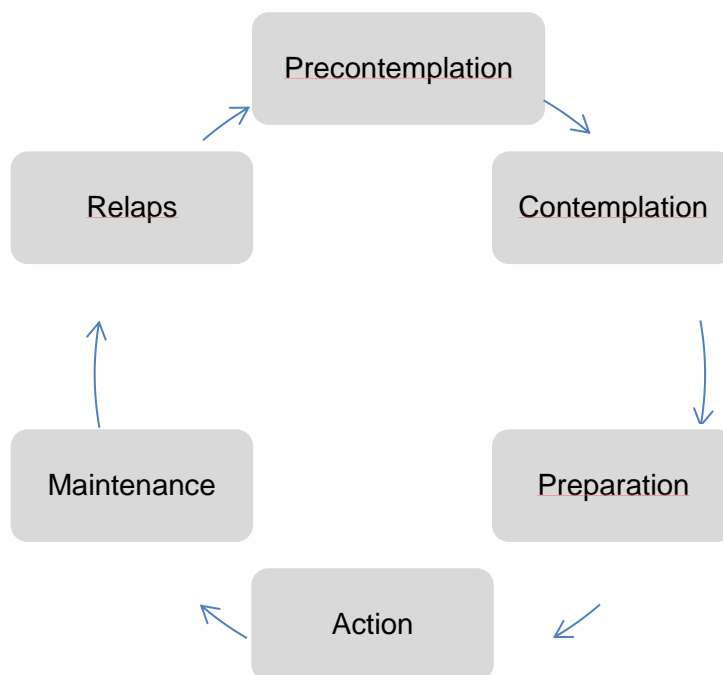 Precontemplation
Contemplation
Preparation
Action
Maintenance
Relaps